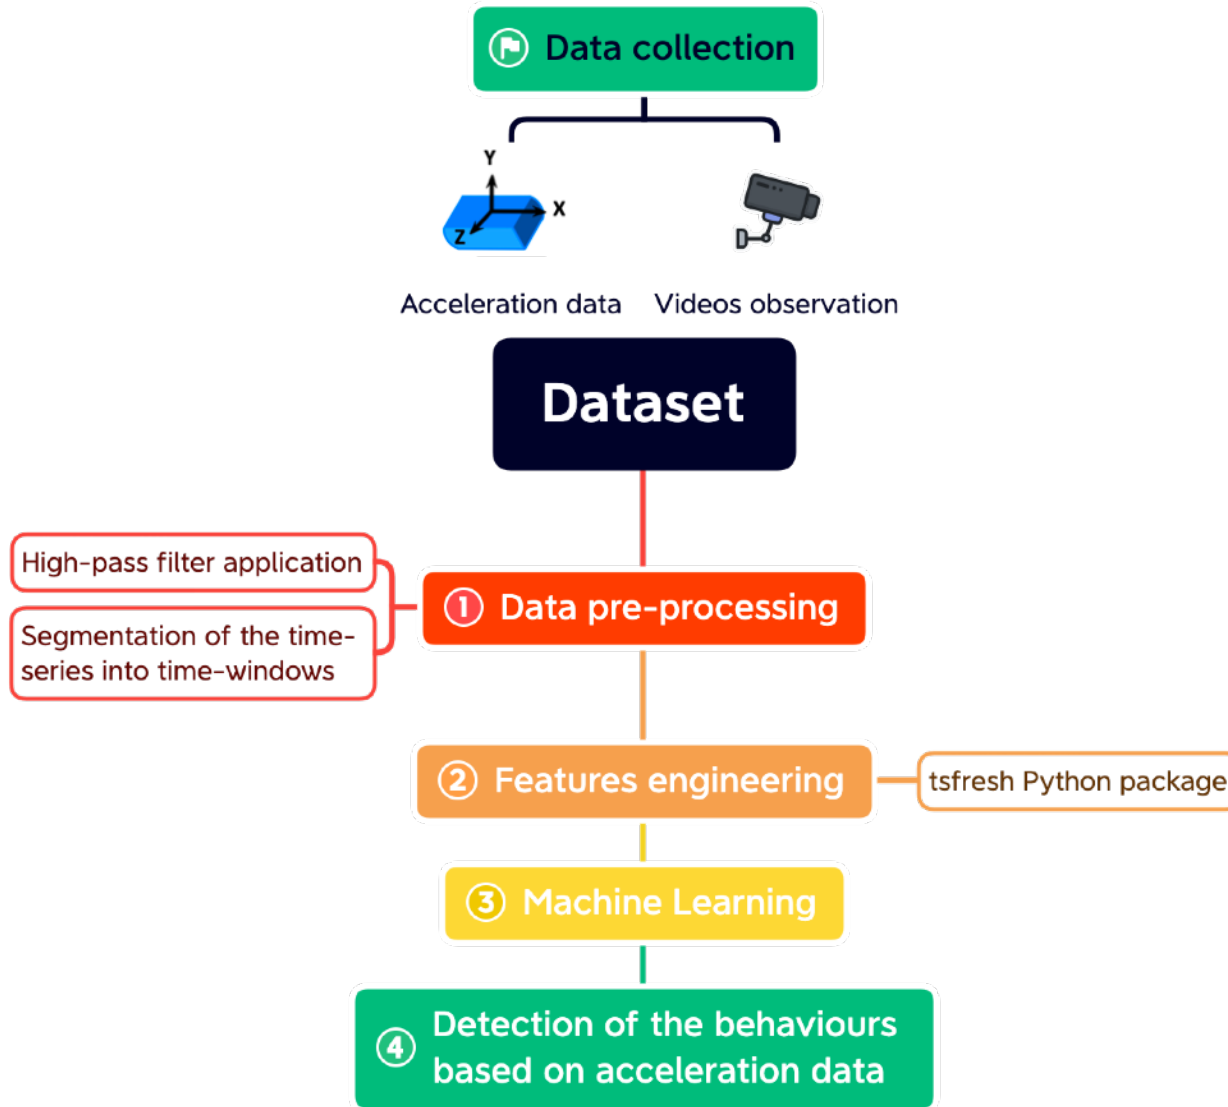 Data collection
Y
X
Z
Acceleration data
Videos observation
Dataset
High-pass filter application
Segmentation of the time-
series into time-windows
1 Data pre-processing
2 Features engineering
tsfresh Python package
3 Machine Learning
4 Detection of the behaviours
based on acceleration data